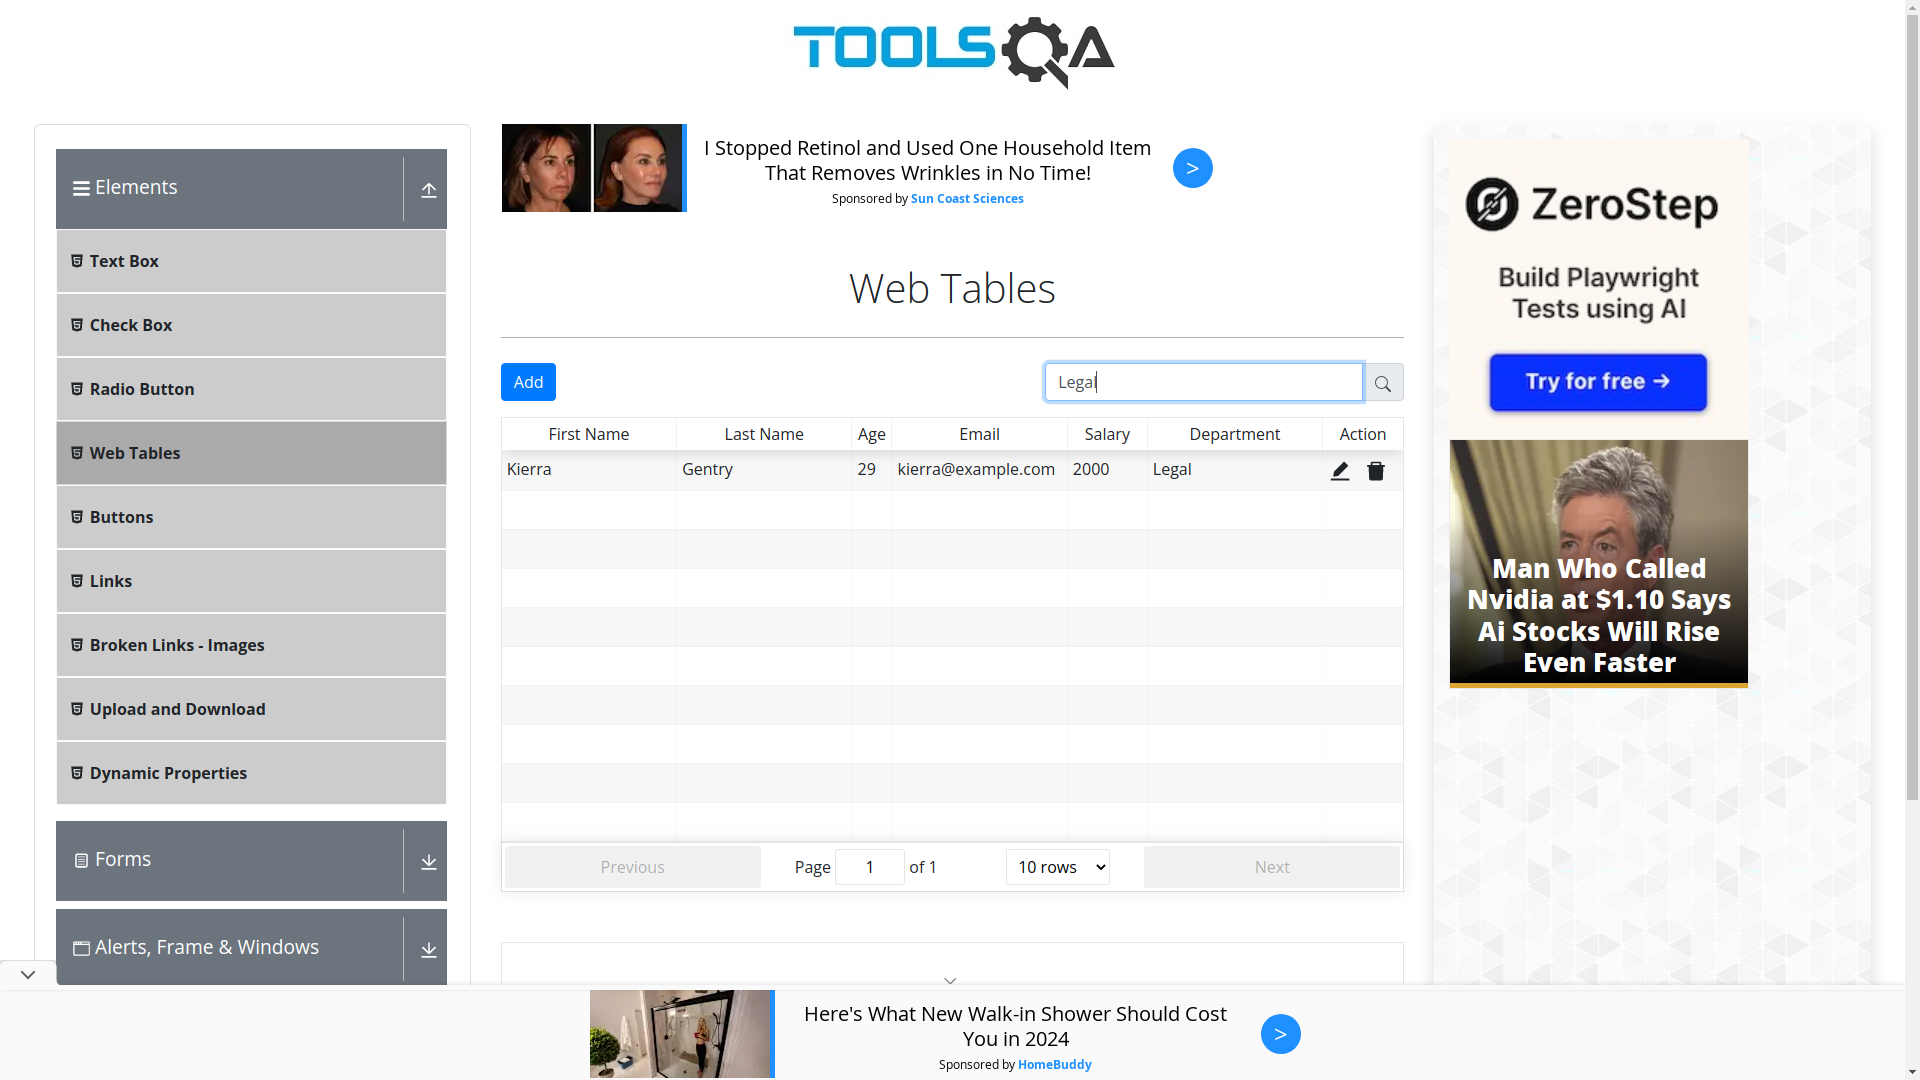 TOOLSQA
Elements
Text Box
Check Box
Radio Button
Web Tables
Buttons
Links
Broken Links - Images
Upload and Download
Dynamic Properties
Forms
Alerts, Frame & Windows
I Stopped Retinol and Used One Household Item
That Removes Wrinkles in No Time!
Sponsored by Sun Coast Sciences
>
Web Tables
Add
Legal
First Name Last Name Age Email Salary Department Action
Kierra Gentry 29 kierra@example.com 2000 Legal
Previous Page 1 of 1 10 rows Next
ZeroStep
Build Playwright
Tests using AI
Try for free →
Man Who Called
Nvidia at $1.10 Says
Ai Stocks Will Rise
Even Faster
Here's What New Walk-in Shower Should Cost
You in 2024
Sponsored by HomeBuddy
>